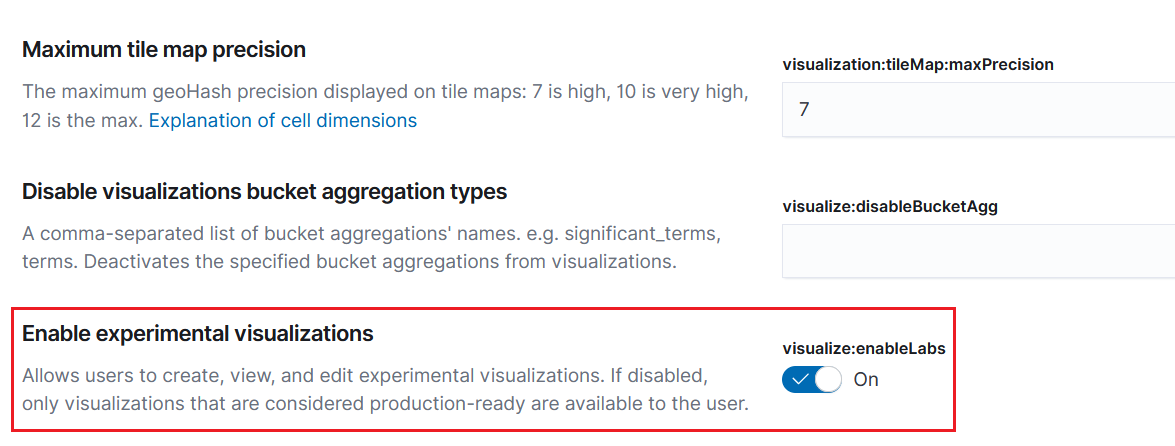 Maximum tile map precision
The maximum geoHash precision displayed on tile maps: 7 is high, 10 is very high,
12 is the max. Explanation of cell dimensions
visualization:tileMap:maxPrecision
7
Disable visualizations bucket aggregation types
A comma-separated list of bucket aggregations' names. e.g. significant_terms,
terms. Deactivates the specified bucket aggregations from visualizations.
visualize:disableBucketAgg
Enable experimental visualizations
Allows users to create, view, and edit experimental visualizations. If disabled,
only visualizations that are considered production-ready are available to the user.
visualize:enableLabs
On